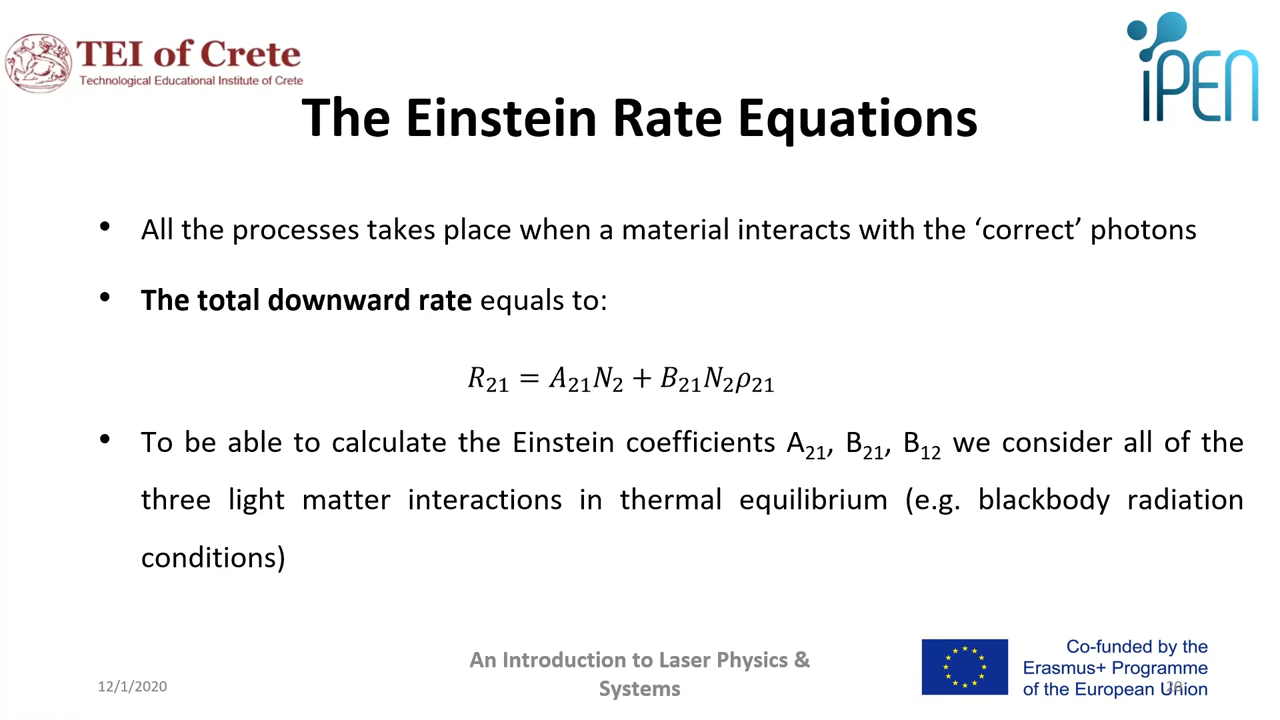 TEI of Crete
Technological Educational Institute of Crete
iPEN
The Einstein Rate Equations
• All the processes takes place when a material interacts with the ‘correct’ photons
• The total downward rate equals to:
R₂₁ = A₂₁N₂ + B₂₁N₂ρ₂₁
• To be able to calculate the Einstein coefficients A₂₁, B₂₁, B₁₂ we consider all of the
three light matter interactions in thermal equilibrium (e.g. blackbody radiation
conditions)
12/1/2020
An Introduction to Laser Physics &
Systems
Co-funded by the
Erasmus+ Programme
of the European Union